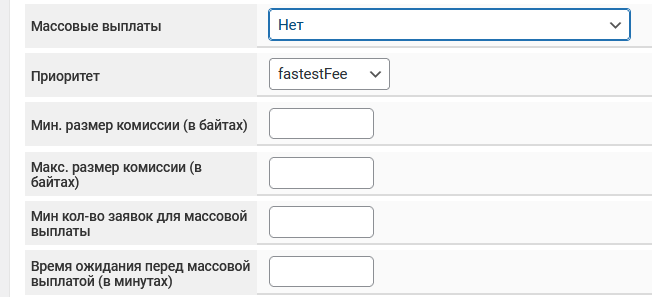 Массовые выплаты
Нет
Приоритет
fastestFee
Мин. размер комиссии (в байтах)
Макс. размер комиссии (в
байтах)
Мин кол-во заявок для массовой
выплаты
Время ожидания перед массовой
выплатой (в минутах)